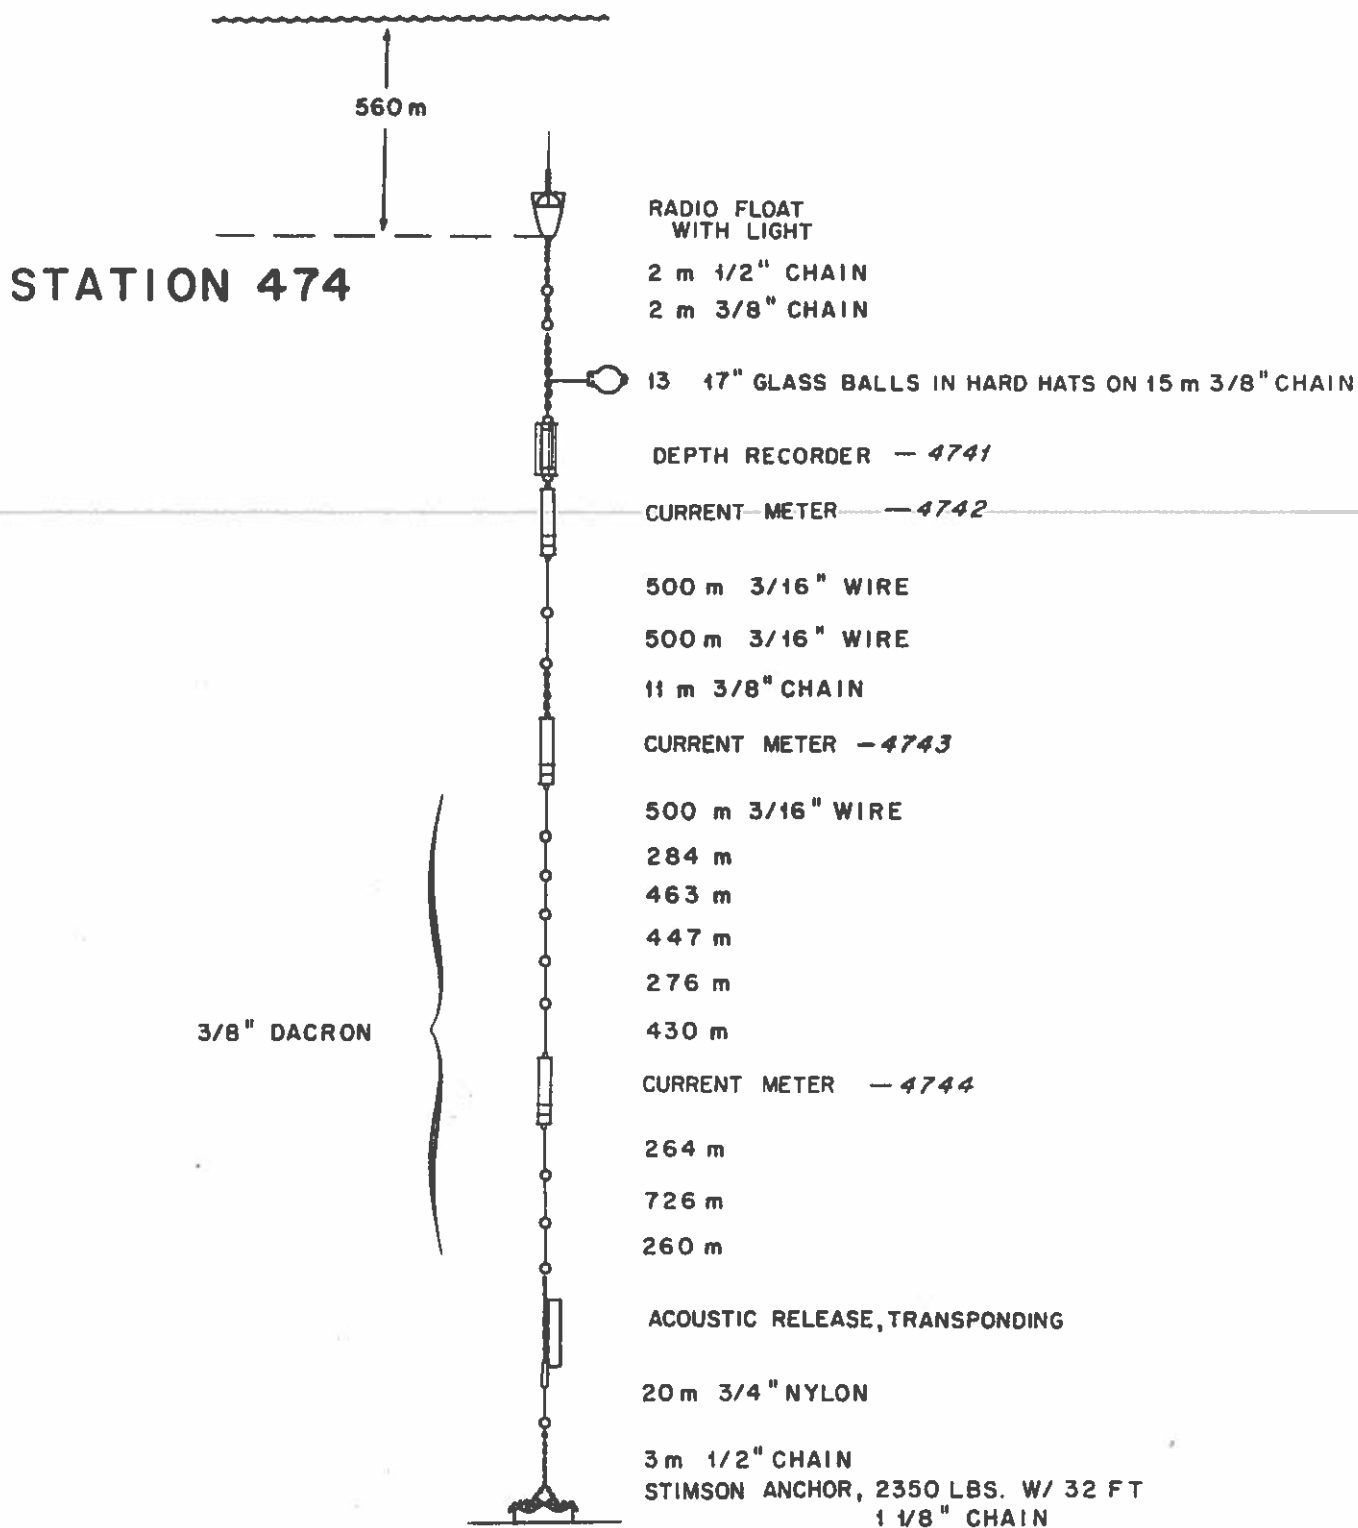 560 m
RADIO FLOAT
WITH LIGHT
STATION 474
2 m 1/2" CHAIN
2 m 3/8" CHAIN
13 17" GLASS BALLS IN HARD HATS ON 15 m 3/8" CHAIN
DEPTH RECORDER — 4741
CURRENT METER — 4742
500 m 3/16" WIRE
500 m 3/16" WIRE
11 m 3/8" CHAIN
CURRENT METER — 4743
500 m 3/16" WIRE
284 m
463 m
447 m
276 m
430 m
3/8" DACRON
CURRENT METER — 4744
264 m
726 m
260 m
ACOUSTIC RELEASE, TRANSPONDING
20 m 3/4" NYLON
3 m 1/2" CHAIN
STIMSON ANCHOR, 2350 LBS. W/ 32 FT
1 1/8" CHAIN